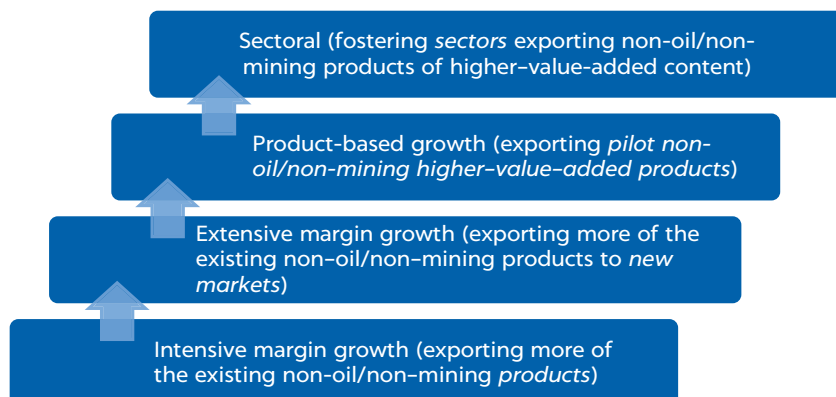 Sectoral (fostering sectors exporting non-oil/non-
mining products of higher–value-added content)
Product-based growth (exporting pilot non-
oil/non-mining higher–value–added products)
Extensive margin growth (exporting more of the
existing non–oil/non–mining products to new
markets)
Intensive margin growth (exporting more of
the existing non-oil/non–mining products)